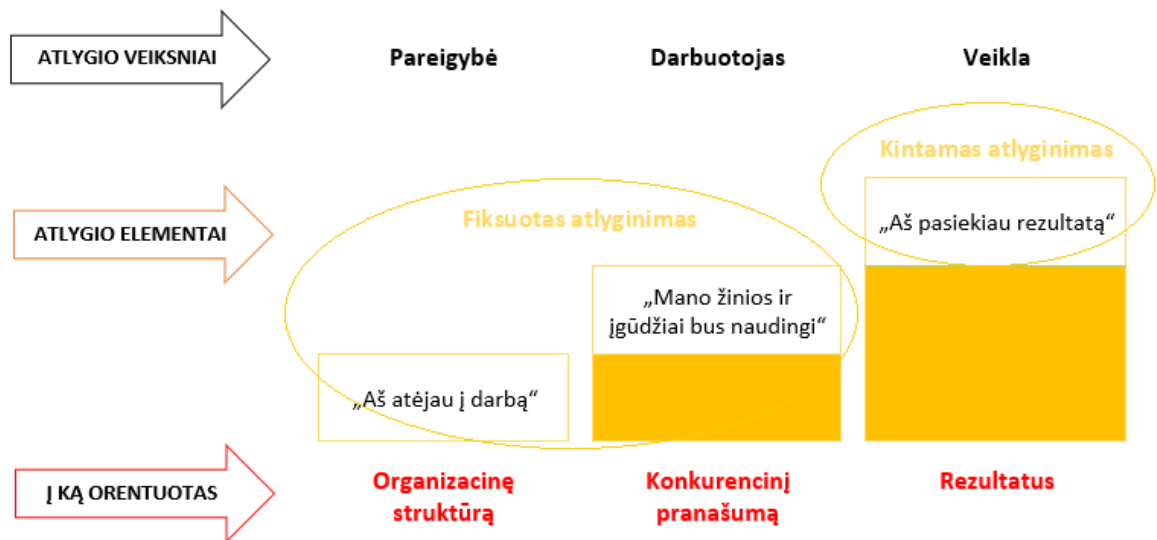 ATLYGIO VEIKSNIAI
Pareigybė
Darbuotojas
Veikla
ATLYGIO ELEMENTAI
Fiksuotas atlyginimas
Kintamas atlyginimas
„Aš pasiekiau rezultatą“
„Mano žinios ir
įgūdžiai bus naudingi“
„Aš atėjau į darbą“
Į KĄ ORENTUOTAS
Organizacinę
struktūrą
Konkurencinį
pranašumą
Rezultatus